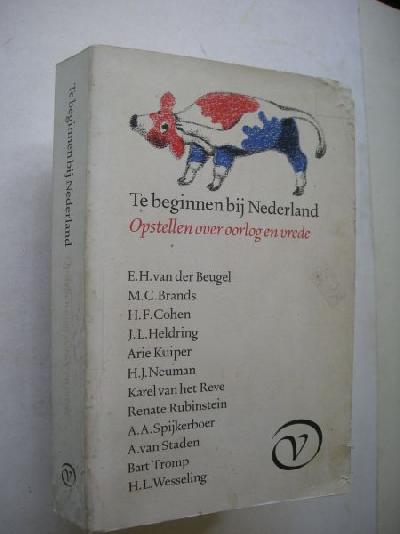 Te beginnen bij Nederland
Opstellen over oorlog en vrede
E.H. van der Beugel
M.C. Brands
H.F. Cohen
J.L. Heldring
Arie Kuiper
H.J. Neuman
Karel van het Reve
Renate Rubinstein
A.A. Spijkerboer
A. van Staden
Bart Tromp
H.L. Wesseling
V
Te beginnen bij Nederland
V